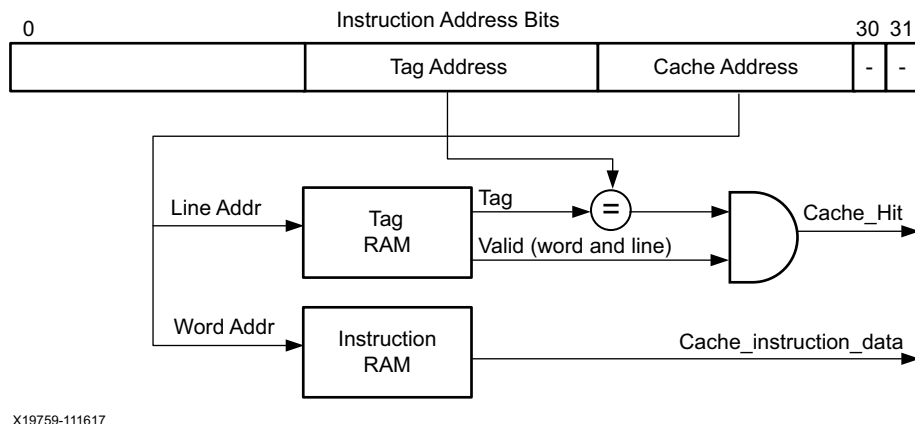 Instruction Address Bits
0 30 31
Tag Address Cache Address - -
Line Addr
Tag
RAM
Tag
=
Valid (word and line)
Cache_Hit
Word Addr
Instruction
RAM
Cache_instruction_data
X19759-111617